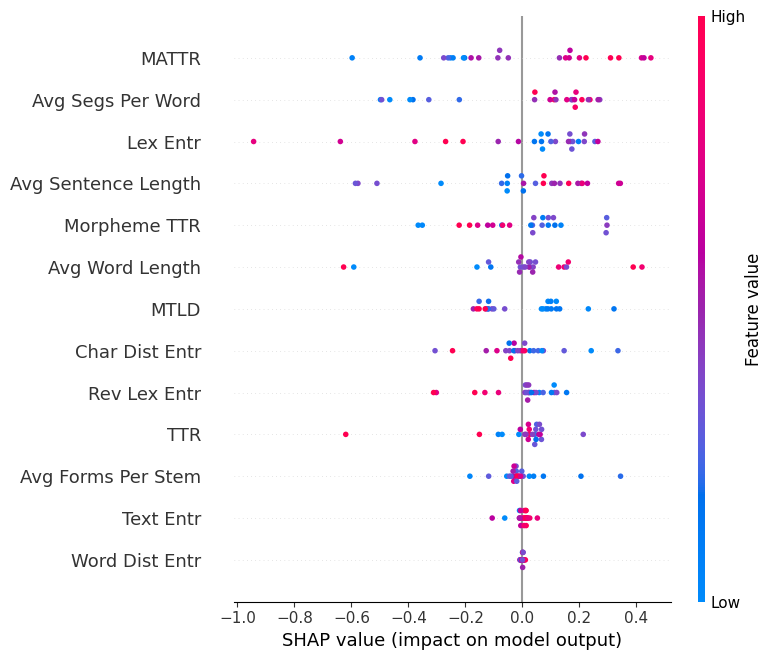 High
MATTR
Avg Segs Per Word
Lex Entr
Avg Sentence Length
Morpheme TTR
Avg Word Length
MTLD
Char Dist Entr
Rev Lex Entr
TTR
Avg Forms Per Stem
Text Entr
Word Dist Entr
Feature value
Low
−1.0 −0.8 −0.6 −0.4 −0.2 0.0 0.2 0.4
SHAP value (impact on model output)